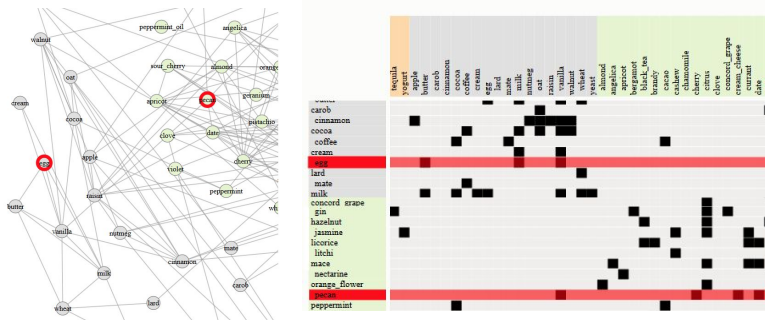 walnut
peppermint_oil
angelica
sour_cherry
almond
orang
oat
cream
apricot
pecan
geranium
cocoa
clove
date
pistachio
egg
apple
cherry
violet
raisin
peppermint
butter
wh
vanilla
nutmeg
mate
cinnamon
milk
carob
wheat
lard
tequila
yogurt
apple
butter
carob
cinnamon
cocoa
coffee
cream
egg
lard
mate
milk
nutmeg
oat
raisin
vanilla
walnut
wheat
yeast
almond
angelica
apricot
bergamot
black_tea
brandy
cacao
cashew
chamomile
cherry
citrus
clove
concord_grape
cream_cheese
currant
date
butter
carob
cinnamon
cocoa
coffee
cream
egg
lard
mate
milk
concord_grape
gin
hazelnut
jasmine
licorice
litchi
mace
nectarine
orange_flower
pecan
peppermint